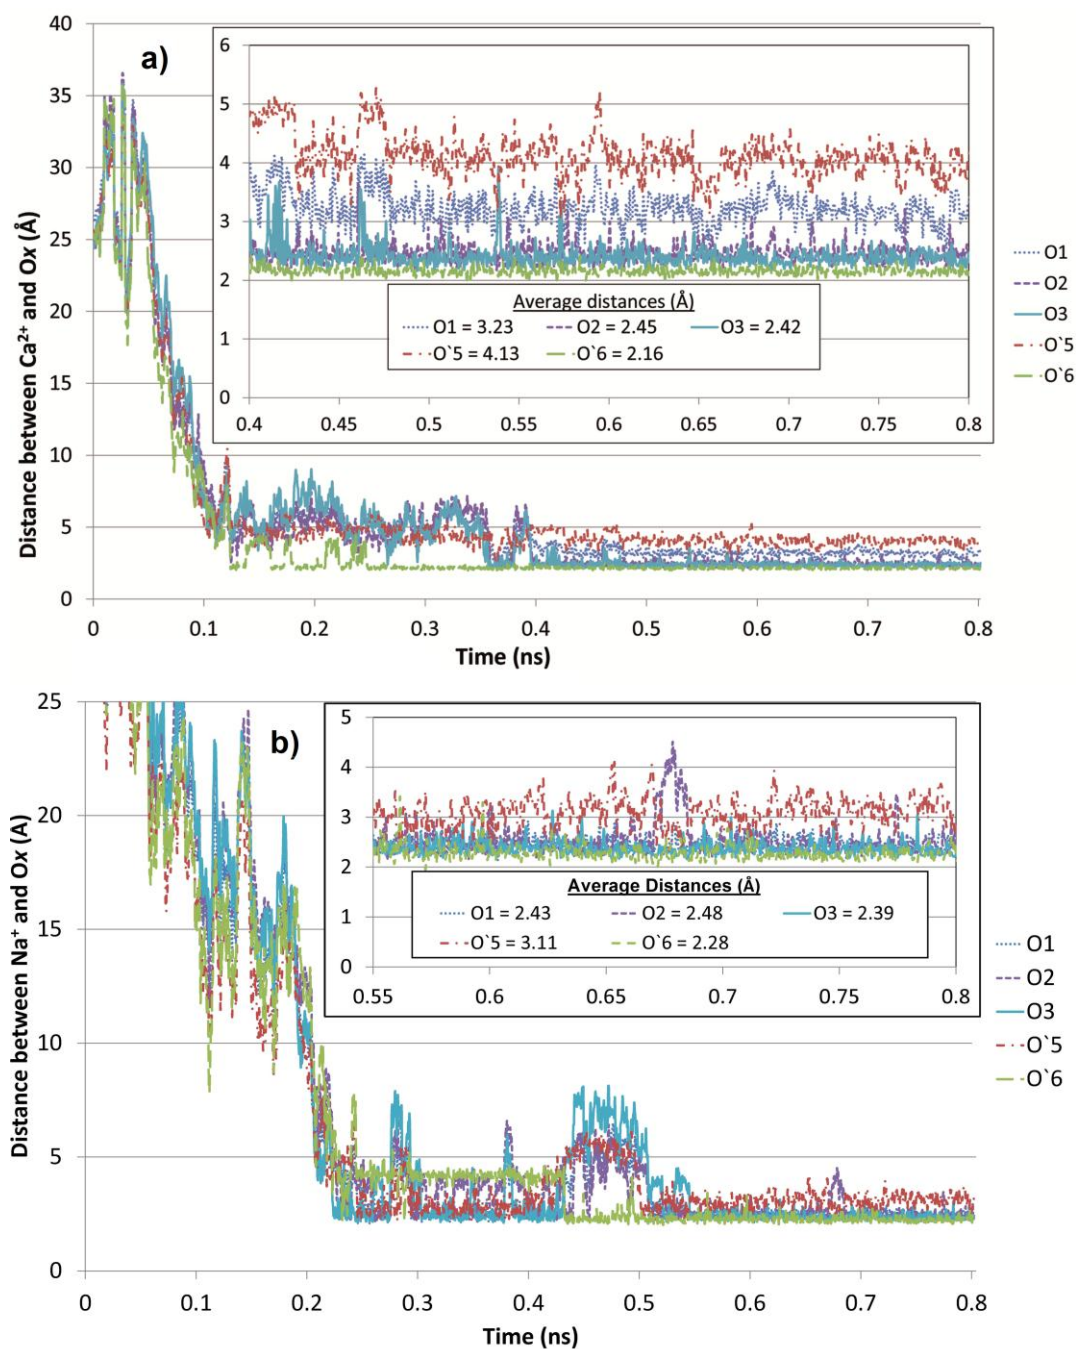 a)
Distance between Ca²⁺ and Ox (Å)
40
35
30
25
20
15
10
5
0
0 0.1 0.2 0.3 0.4 0.5 0.6 0.7 0.8
Time (ns)
6
5
4
3
2
1
0
0.4 0.45 0.5 0.55 0.6 0.65 0.7 0.75 0.8
Average distances (Å)
O1 = 3.23 O2 = 2.45 O3 = 2.42
O`5 = 4.13 O`6 = 2.16
O1
O2
O3
O`5
O`6
b)
Distance between Na⁺ and Ox (A)
25
20
15
10
5
0
0 0.1 0.2 0.3 0.4 0.5 0.6 0.7 0.8
Time (ns)
5
4
3
2
1
0
0.55 0.6 0.65 0.7 0.75 0.8
Average Distances (Å)
O1 = 2.43 O2 = 2.48 O3 = 2.39
O`5 = 3.11 O`6 = 2.28
O1
O2
O3
O`5
O`6